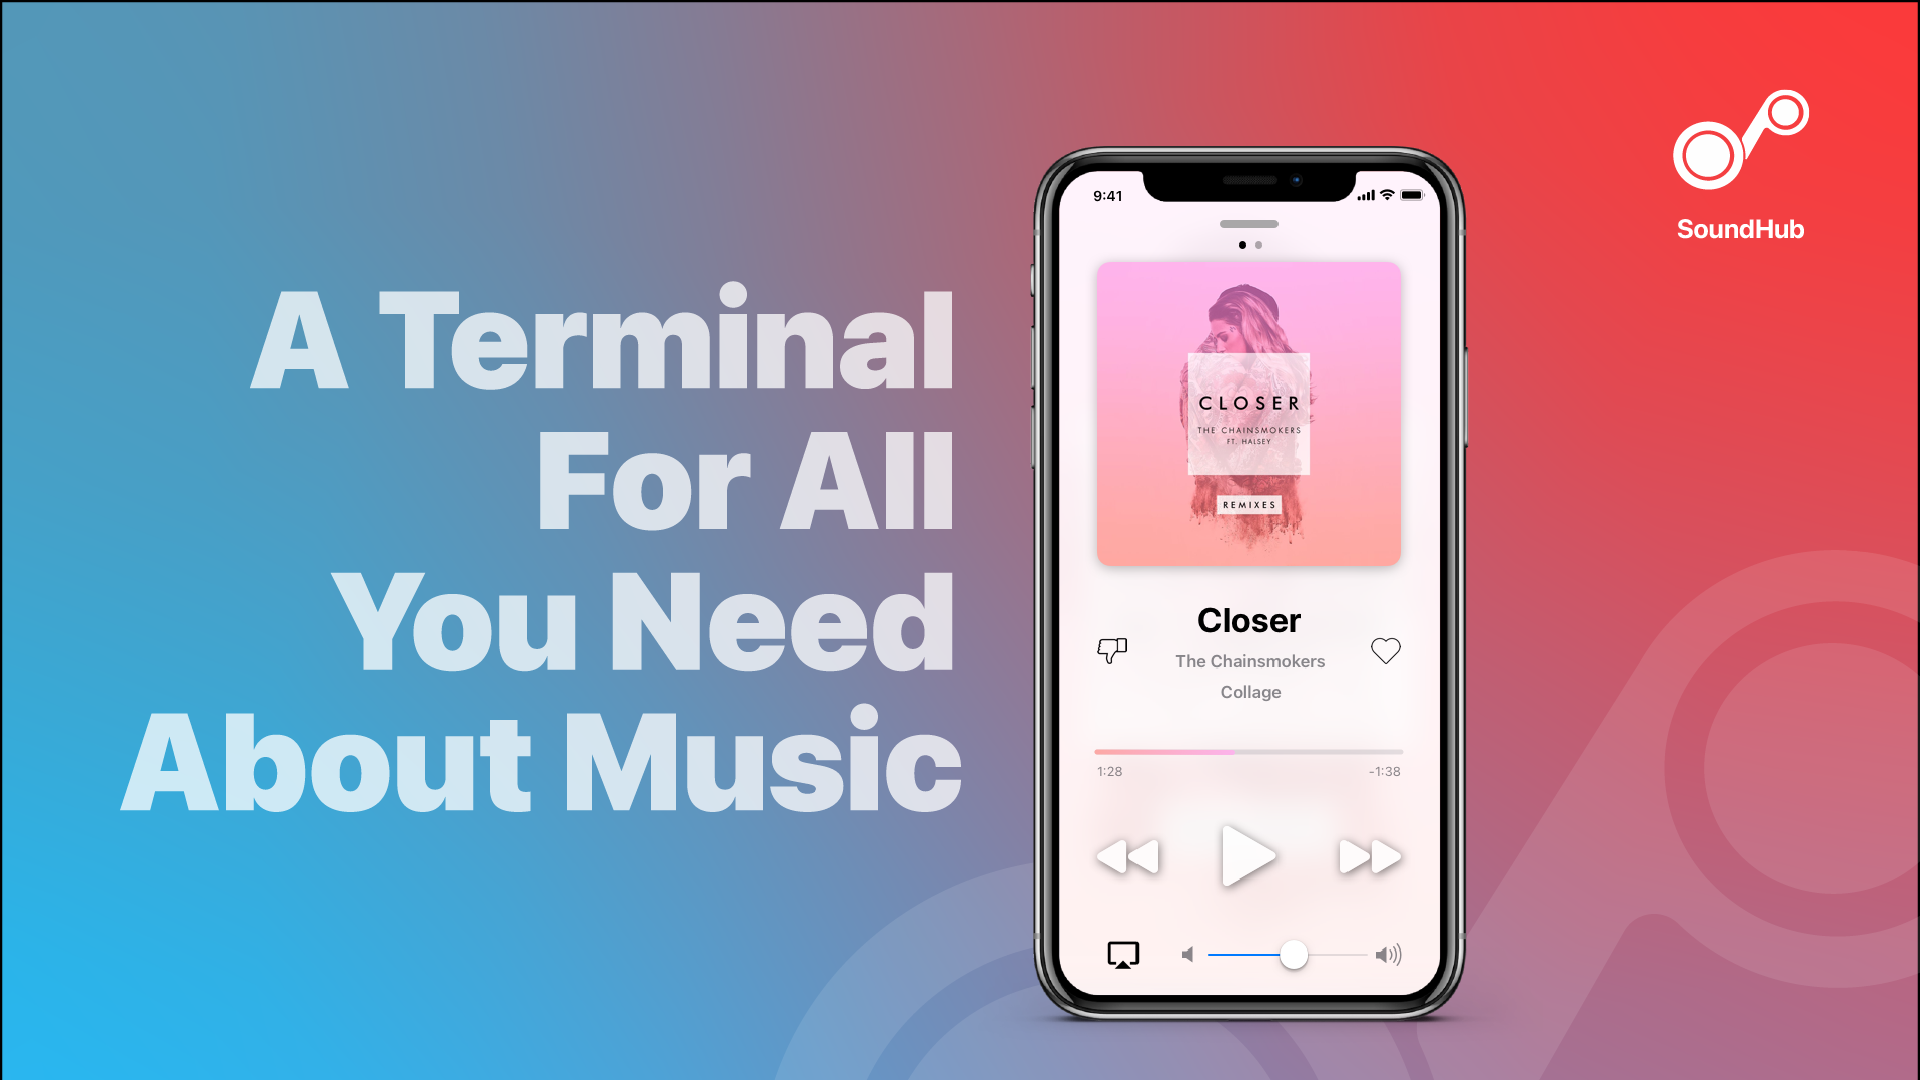 A Terminal
For All
You Need
About Music
9:41
CLOSER
THE CHAINSMOKERS
FT. HALSEY
REMIXES
Closer
The Chainsmokers
Collage
1:28
-1:38
SoundHub